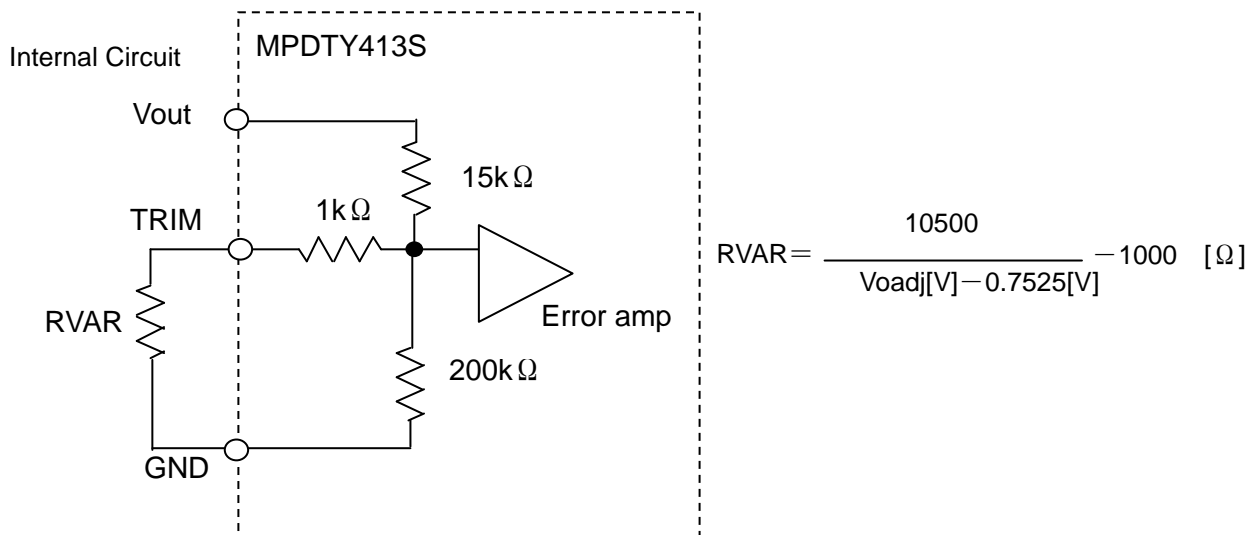 Internal Circuit
MPDTY413S
Vout
15kΩ
TRIM
1kΩ
RVAR
Error amp
200kΩ
GND
10500
RVAR＝ －1000 [Ω]
Voadj[V]－0.7525[V]